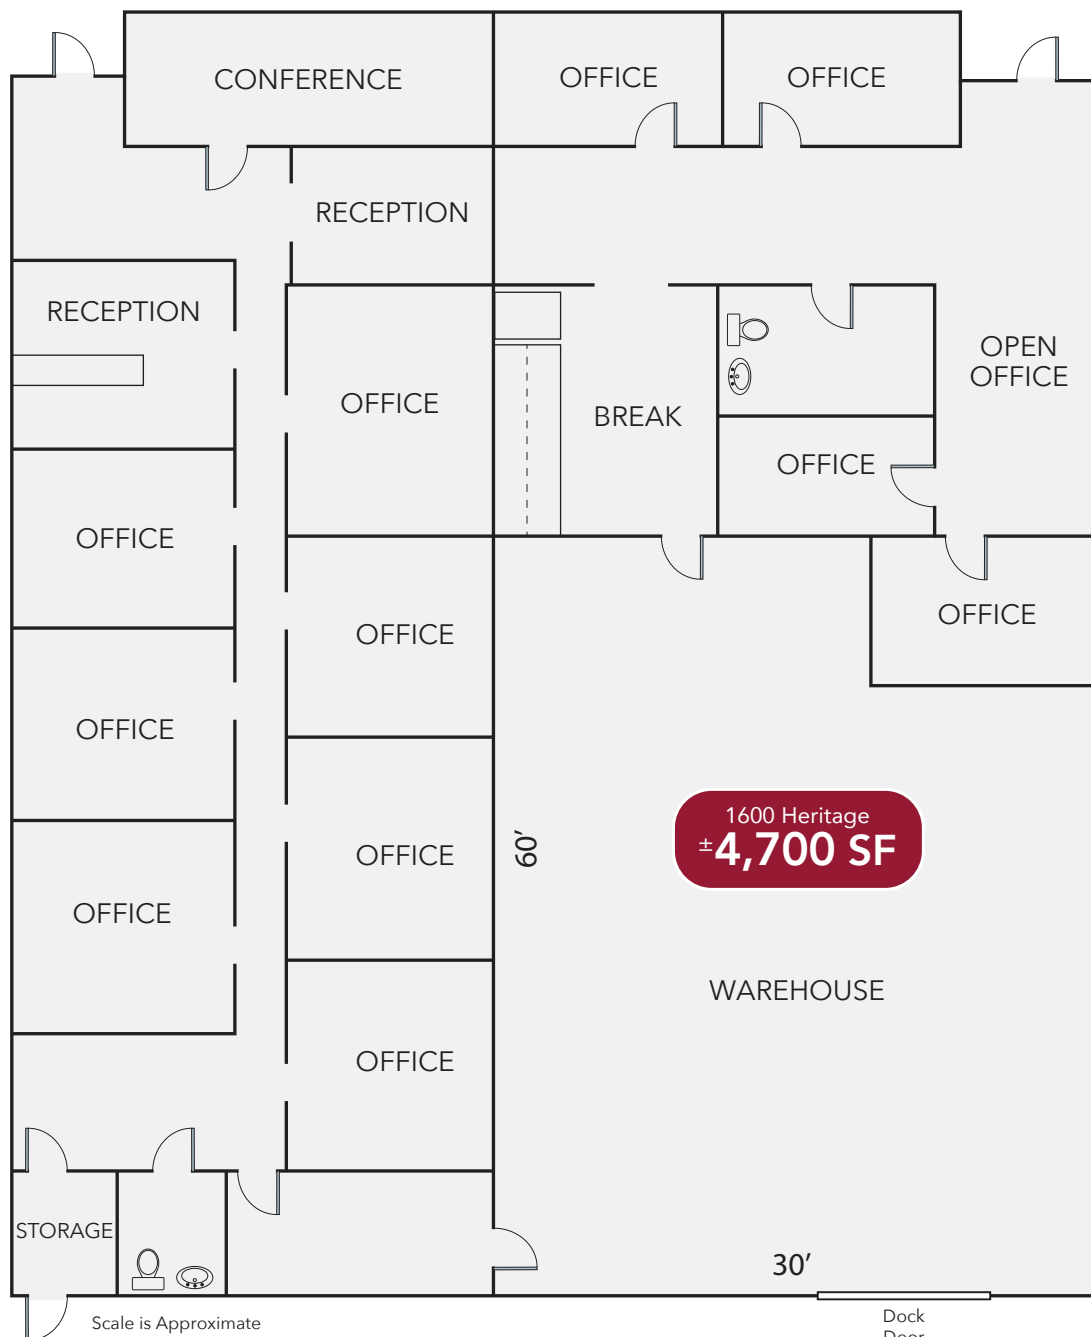 CONFERENCE
OFFICE
OFFICE
RECEPTION
RECEPTION
OPEN
OFFICE
OFFICE
BREAK
OFFICE
OFFICE
OFFICE
OFFICE
OFFICE
1600 Heritage
±4,700 SF
60’
OFFICE
OFFICE
WAREHOUSE
OFFICE
STORAGE
30’
Scale is Approximate
Dock
Door